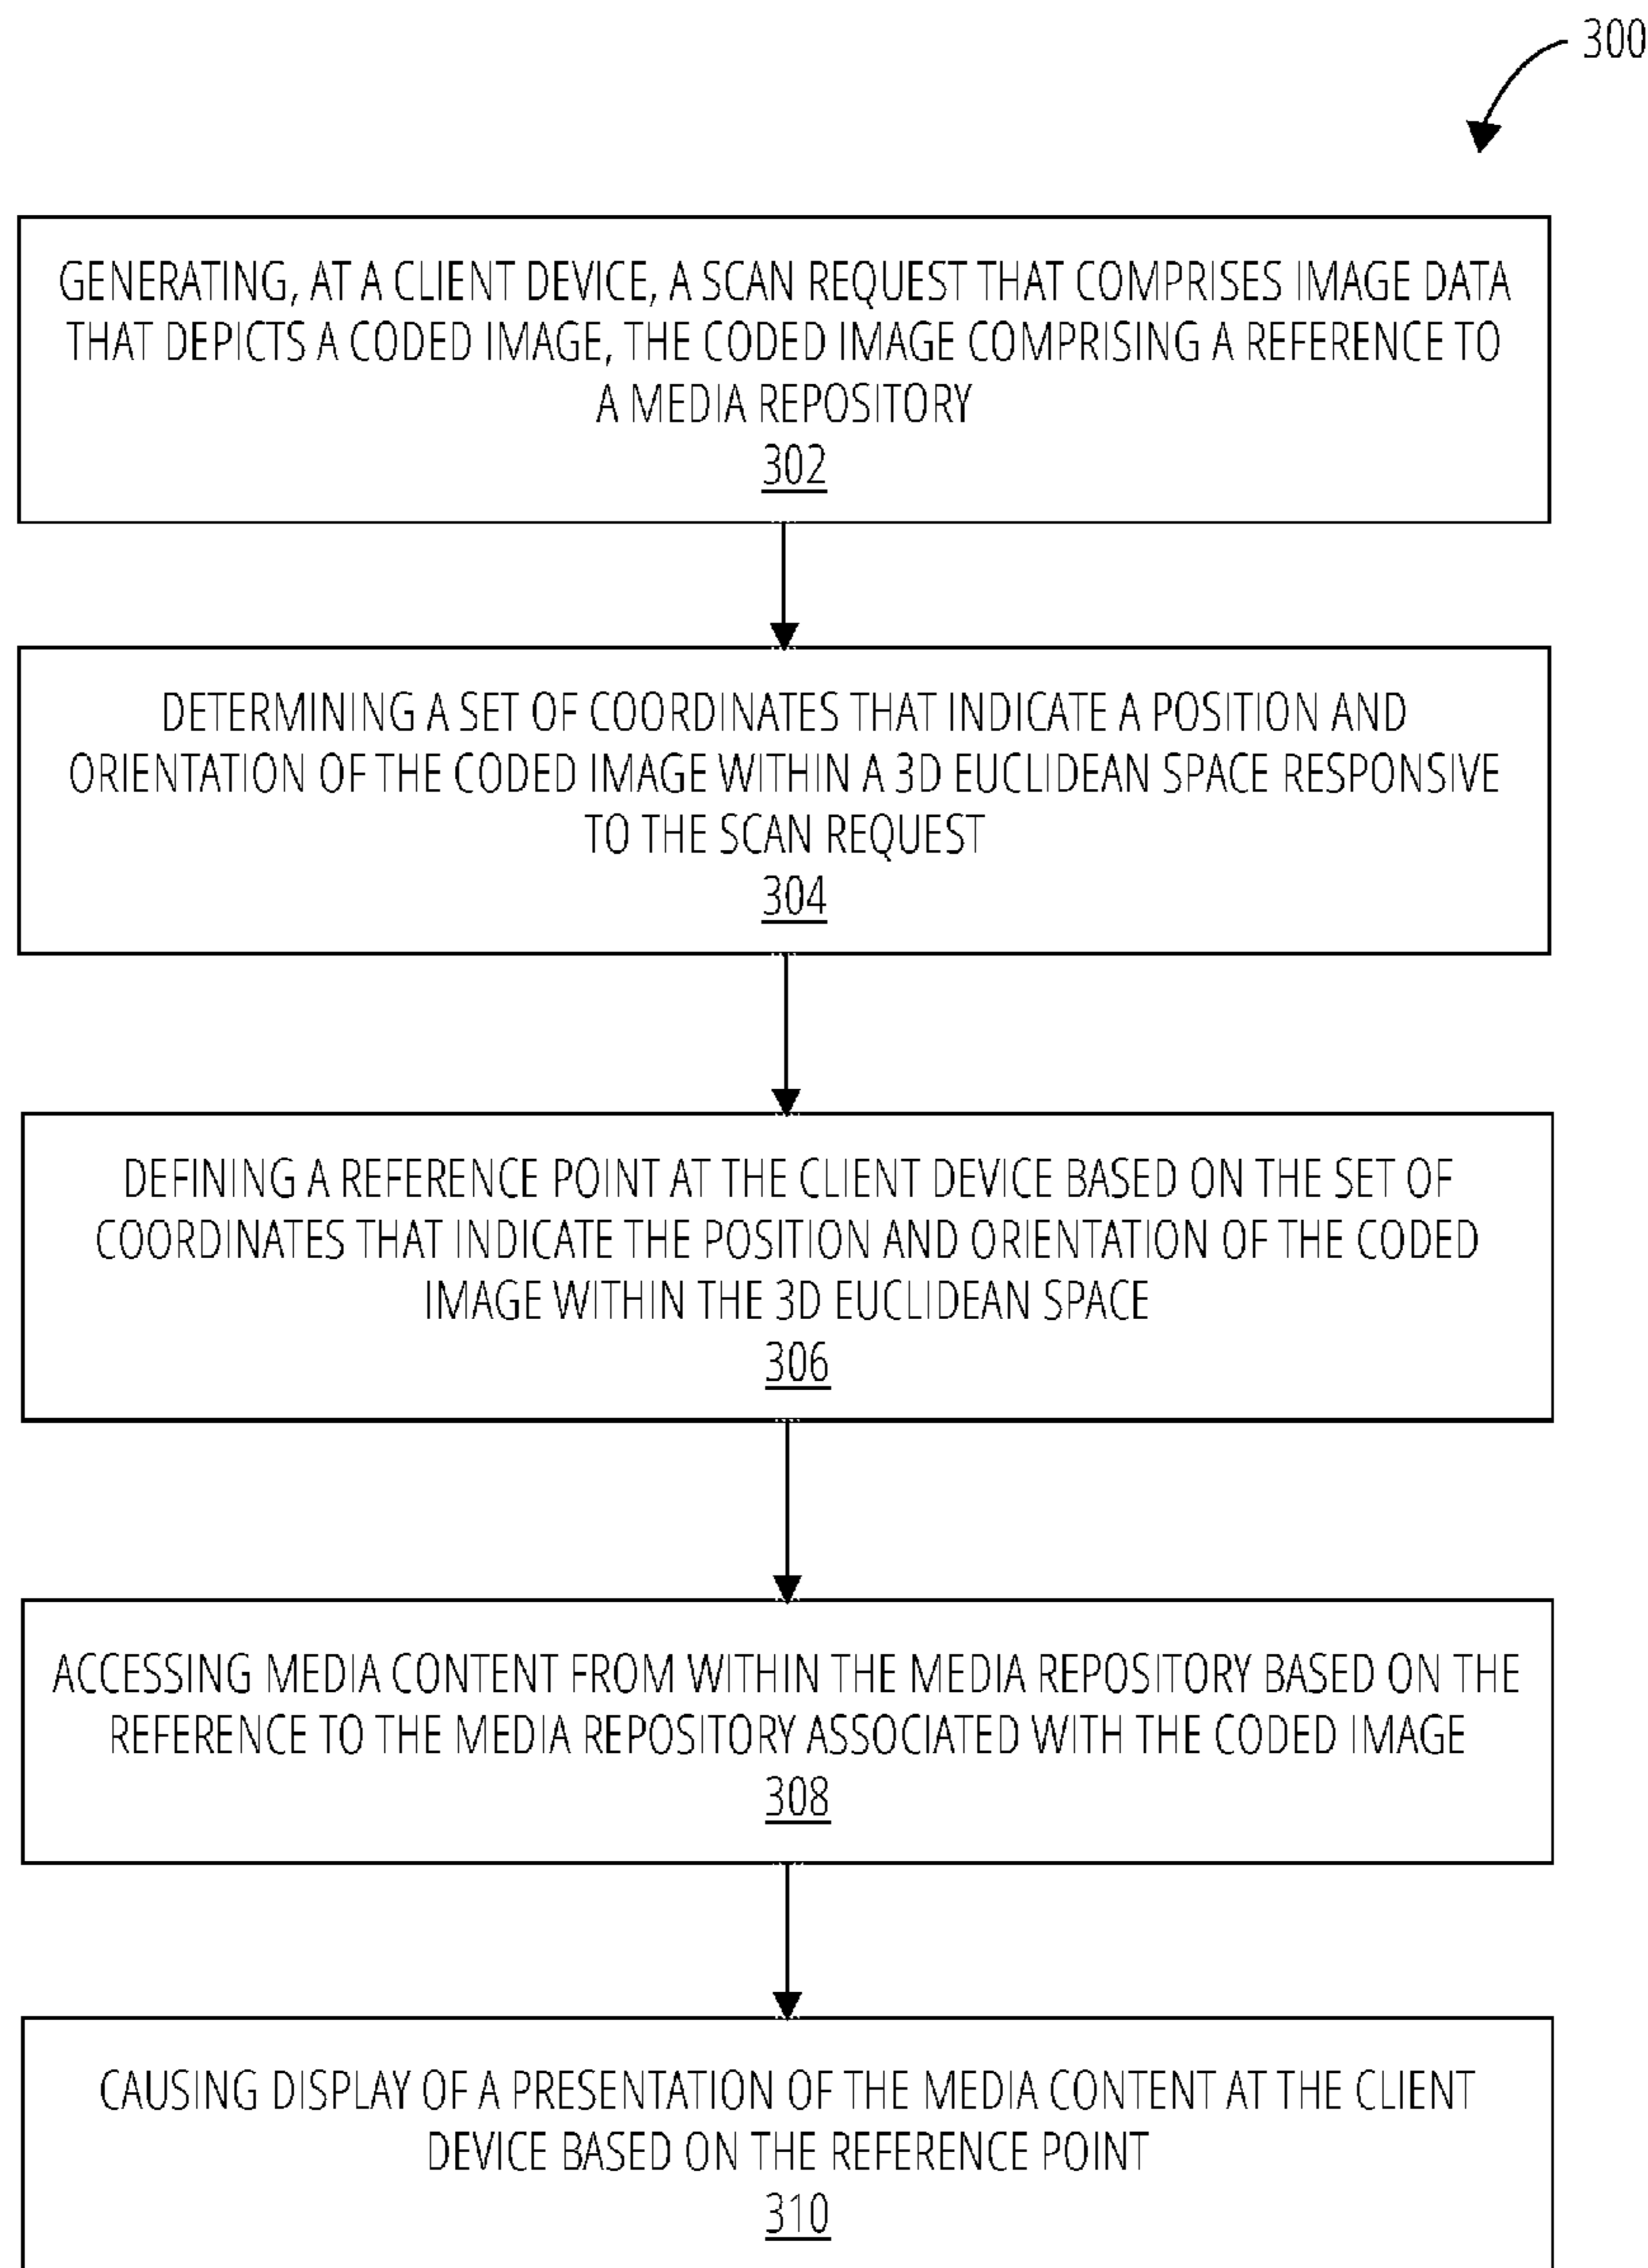 300
GENERATING, AT A CLIENT DEVICE, A SCAN REQUEST THAT COMPRISES IMAGE DATA
THAT DEPICTS A CODED IMAGE, THE CODED IMAGE COMPRISING A REFERENCE TO
A MEDIA REPOSITORY
302
DETERMINING A SET OF COORDINATES THAT INDICATE A POSITION AND
ORIENTATION OF THE CODED IMAGE WITHIN A 3D EUCLIDEAN SPACE RESPONSIVE
TO THE SCAN REQUEST
304
DEFINING A REFERENCE POINT AT THE CLIENT DEVICE BASED ON THE SET OF
COORDINATES THAT INDICATE THE POSITION AND ORIENTATION OF THE CODED
IMAGE WITHIN THE 3D EUCLIDEAN SPACE
306
ACCESSING MEDIA CONTENT FROM WITHIN THE MEDIA REPOSITORY BASED ON THE
REFERENCE TO THE MEDIA REPOSITORY ASSOCIATED WITH THE CODED IMAGE
308
CAUSING DISPLAY OF A PRESENTATION OF THE MEDIA CONTENT AT THE CLIENT
DEVICE BASED ON THE REFERENCE POINT
310